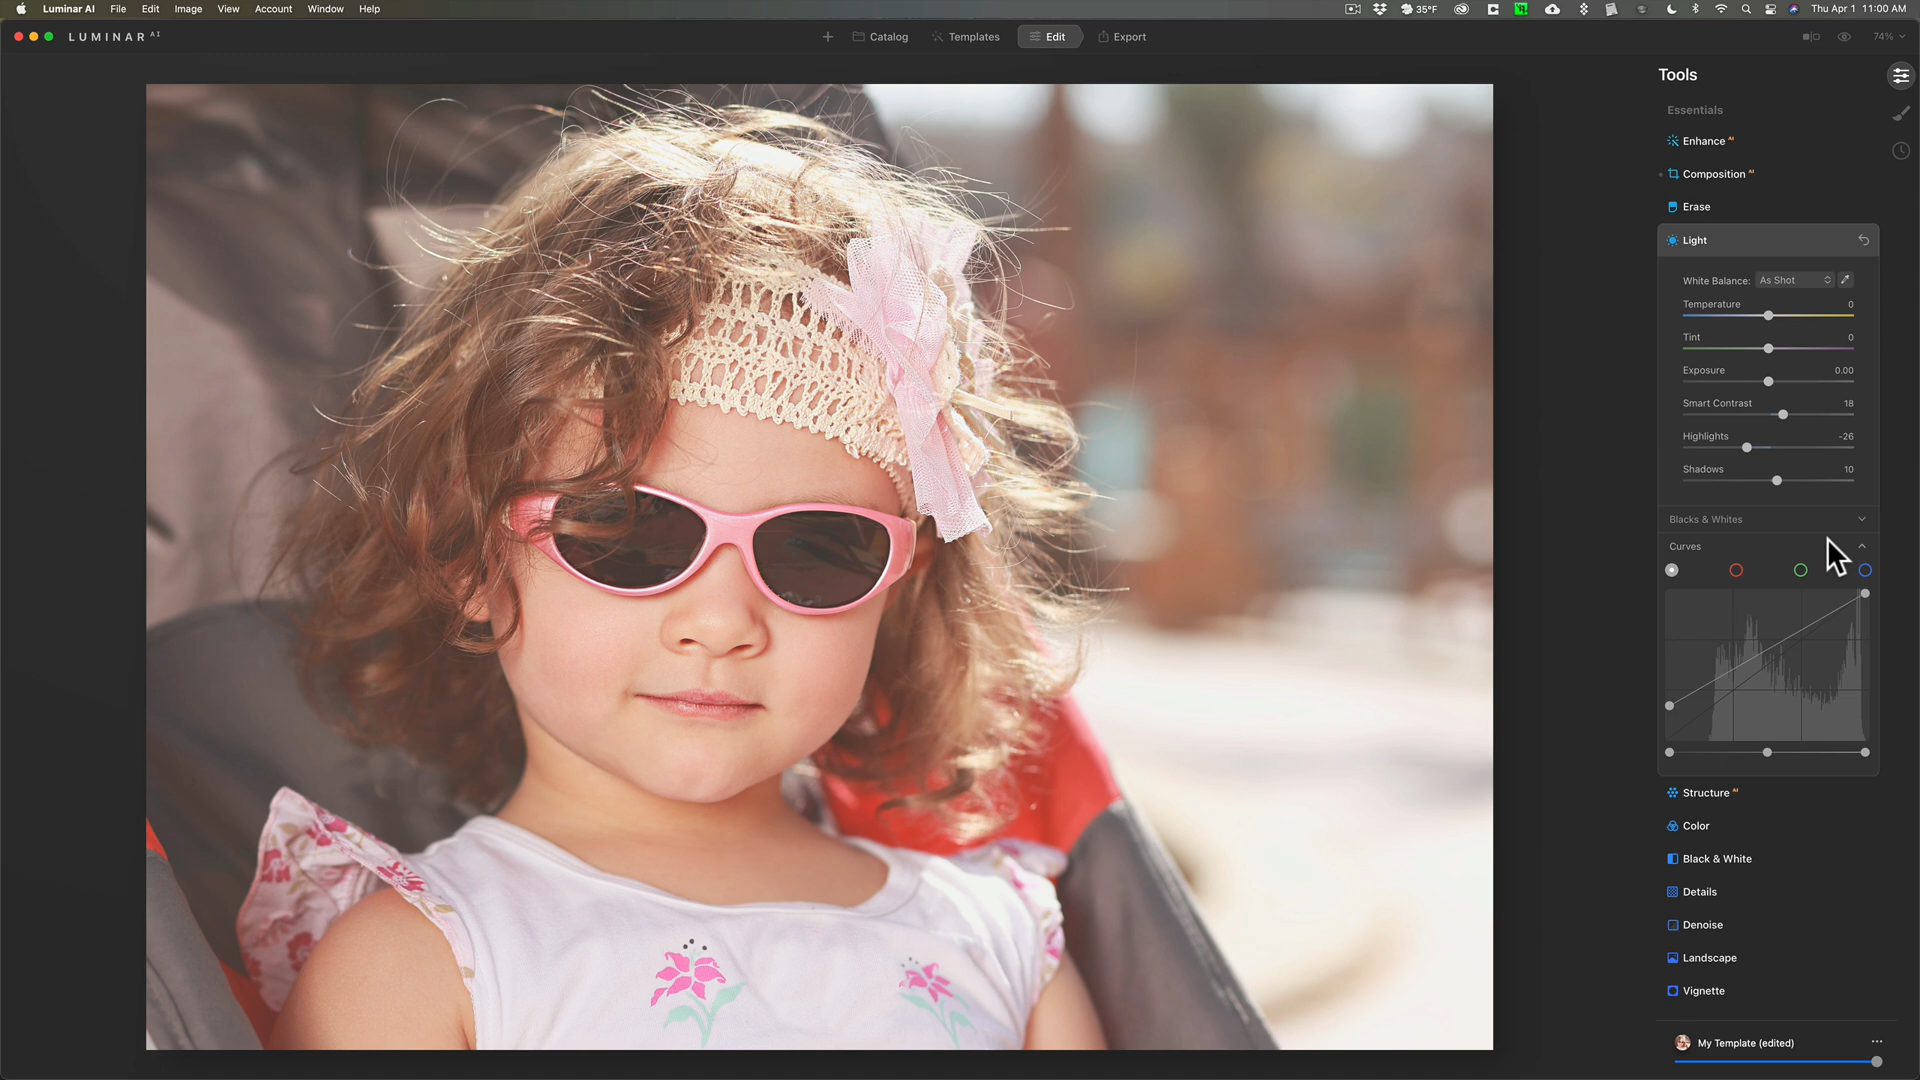 Luminar AI File Edit Image View Account Window Help 35°F Thu Apr 1 11:00 AM
LUMINAR AI Catalog Templates Edit Export 74%
Tools
Essentials
Enhance AI
Composition AI
Erase
Light
White Balance: As Shot
Temperature 0
Tint 0
Exposure 0.00
Smart Contrast 18
Highlights -26
Shadows 10
Blacks & Whites
Curves
Structure AI
Color
Black & White
Details
Denoise
Landscape
Vignette
My Template (edited)